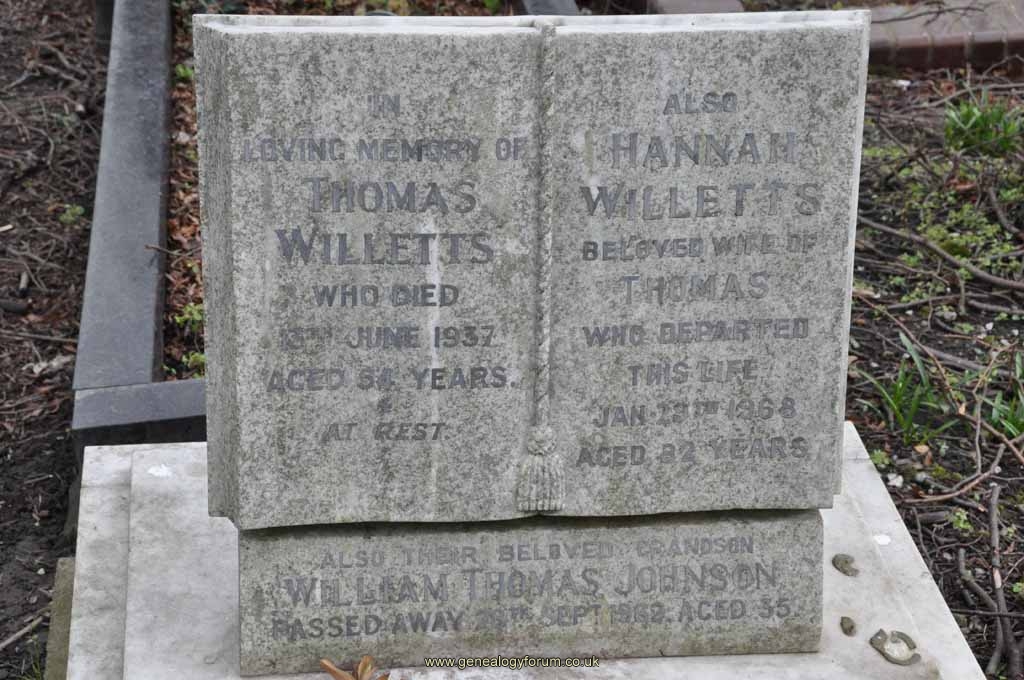 IN
LOVING MEMORY OF
THOMAS
WILLETTS
WHO DIED
13TH JUNE 1937
AGED 54 YEARS.
AT REST.
ALSO
HANNAH
WILLETTS
BELOVED WIFE OF
THOMAS
WHO DEPARTED
THIS LIFE
JAN 13TH 1968
AGED 82 YEARS
ALSO THEIR BELOVED GRANDSON
WILLIAM THOMAS JOHNSON
PASSED AWAY SEPT 1962. AGED 35.
www.genealogyforum.co.uk